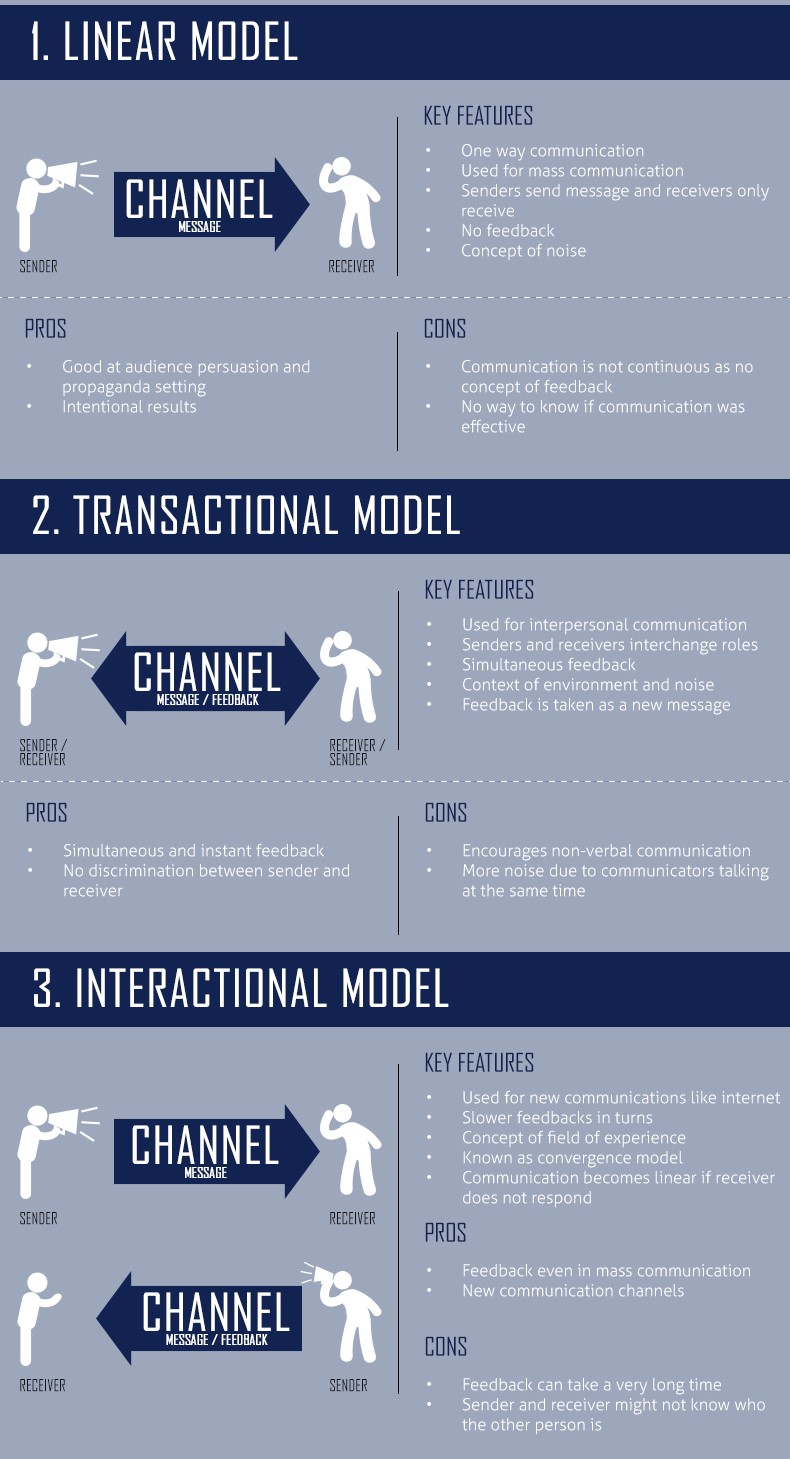 1. LINEAR MODEL
CHANNEL
MESSAGE
SENDER
RECEIVER
KEY FEATURES
• One way communication
• Used for mass communication
• Senders send message and receivers only
receive
• No feedback
• Concept of noise
PROS
• Good at audience persuasion and
propaganda setting
• Intentional results
CONS
• Communication is not continuous as no
concept of feedback
• No way to know if communication was
effective
2. TRANSACTIONAL MODEL
CHANNEL
MESSAGE / FEEDBACK
SENDER /
RECEIVER
RECEIVER /
SENDER
KEY FEATURES
• Used for interpersonal communication
• Senders and receivers interchange roles
• Simultaneous feedback
• Context of environment and noise
• Feedback is taken as a new message
PROS
• Simultaneous and instant feedback
• No discrimination between sender and
receiver
CONS
• Encourages non-verbal communication
• More noise due to communicators talking
at the same time
3. INTERACTIONAL MODEL
CHANNEL
MESSAGE
SENDER
RECEIVER
CHANNEL
MESSAGE / FEEDBACK
RECEIVER
SENDER
KEY FEATURES
• Used for new communications like internet
• Slower feedbacks in turns
• Concept of field of experience
• Known as convergence model
• Communication becomes linear if receiver
does not respond
PROS
• Feedback even in mass communication
• New communication channels
CONS
• Feedback can take a very long time
• Sender and receiver might not know who
the other person is